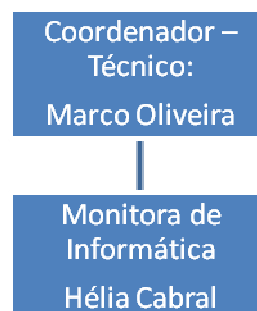 Coordenador –
Técnico:
Marco Oliveira
Monitora de
Informática
Hélia Cabral